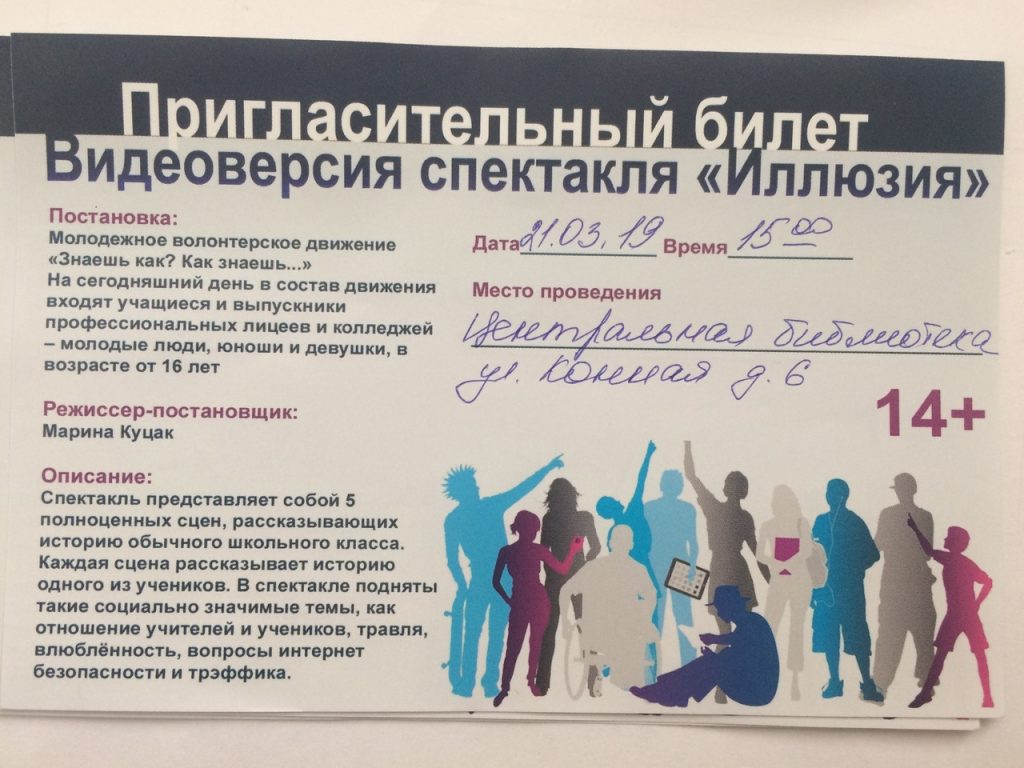 Пригласительный билет
Видеоверсия спектакля «Иллюзия»
Постановка:
Молодежное волонтерское движение
«Знаешь как? Как знаешь...»
На сегодняшний день в состав движения
входят учащиеся и выпускники
профессиональных лицеев и колледжей
– молодые люди, юноши и девушки, в
возрасте от 16 лет
Режиссер-постановщик:
Марина Куцак
Описание:
Спектакль представляет собой 5
полноценных сцен, рассказывающих
историю обычного школьного класса.
Каждая сцена рассказывает историю
одного из учеников. В спектакле подняты
такие социально значимые темы, как
отношение учителей и учеников, травля,
влюблённость, вопросы интернет
безопасности и трэффика.
Дата 21.03.19 Время 15 00
Место проведения
Центральная библиотека
ул. Конная д. 6
14+